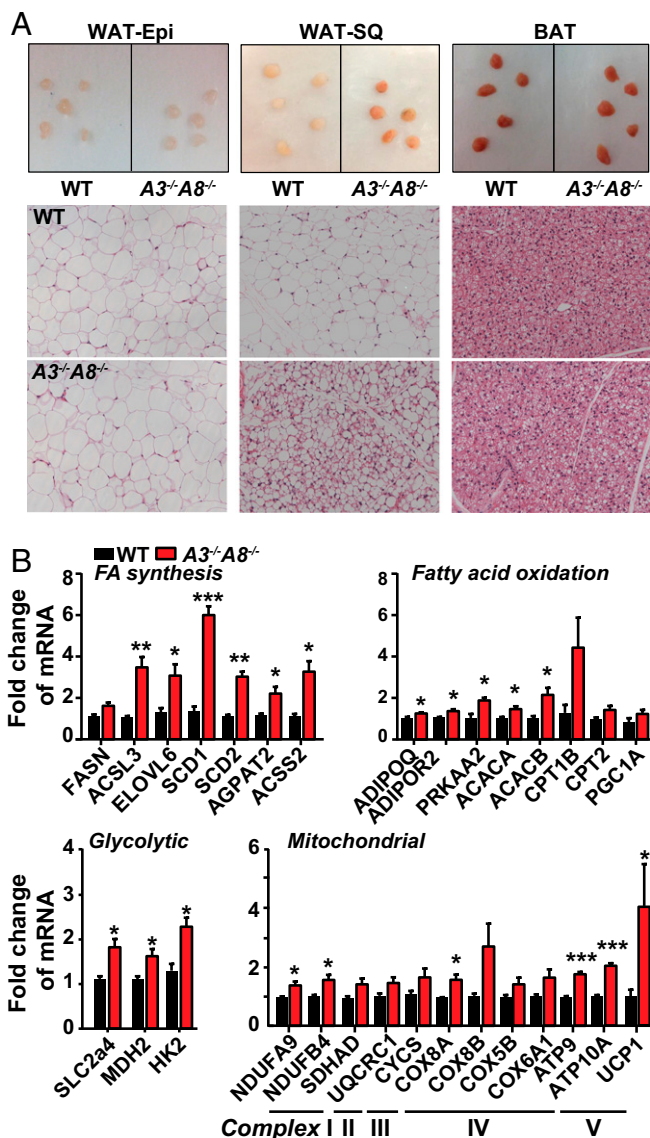 A
WAT-Epi WAT-SQ BAT
WT A3-/-A8-/- WT A3-/-A8-/- WT A3-/-A8-/-
WT
A3-/-A8-/-
B
WT A3-/-A8-/-
FA synthesis
Fatty acid oxidation
Fold change of mRNA
8
6
4
2
0
** * *** ** * *
FASN ACSL3 ELOVL6 SCD1 SCD2 AGPAT2 ACSS2
8
6
4
2
0
* * * * *
ADIPOQ ADIPOR2 PRKAA2 ACACA ACACB CPT1B CPT2 PGC1A
Glycolytic
Mitochondrial
Fold change of mRNA
4
3
2
1
0
* * *
SLC2a4 MDH2 HK2
6
4
2
0
* * * *** *** *
NDUFA9 NDUFB4 SDHAD UQCRC1 CYCS COX8A COX8B COX5B COX6A1 ATP9 ATP10A UCP1
Complex I II III IV V